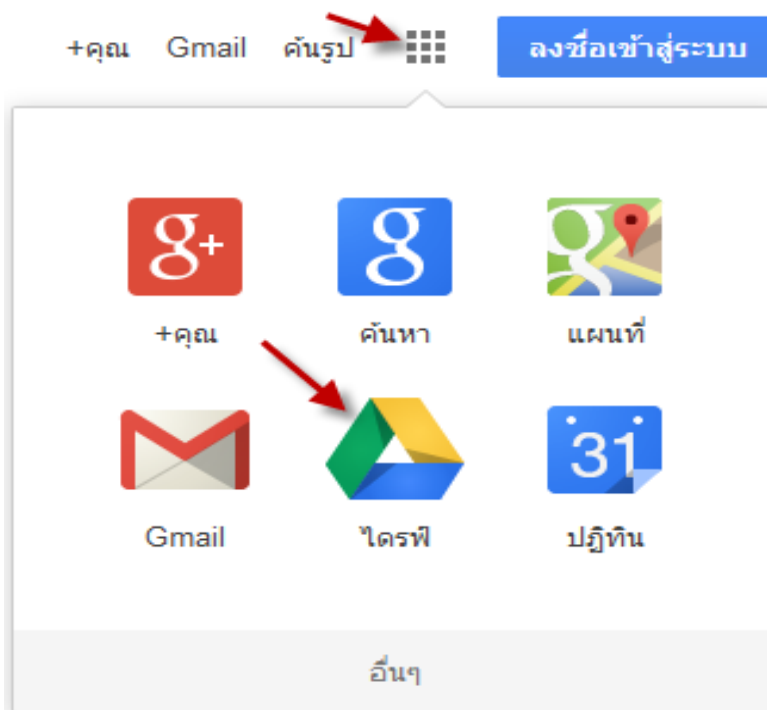 +คุณ Gmail ค้นรูป ลงชื่อเข้าสู่ระบบ
g+ g g
+คุณ ค้นหา แผนที่
31
Gmail ไดรฟ์ ปฏิทิน
อื่นๆ